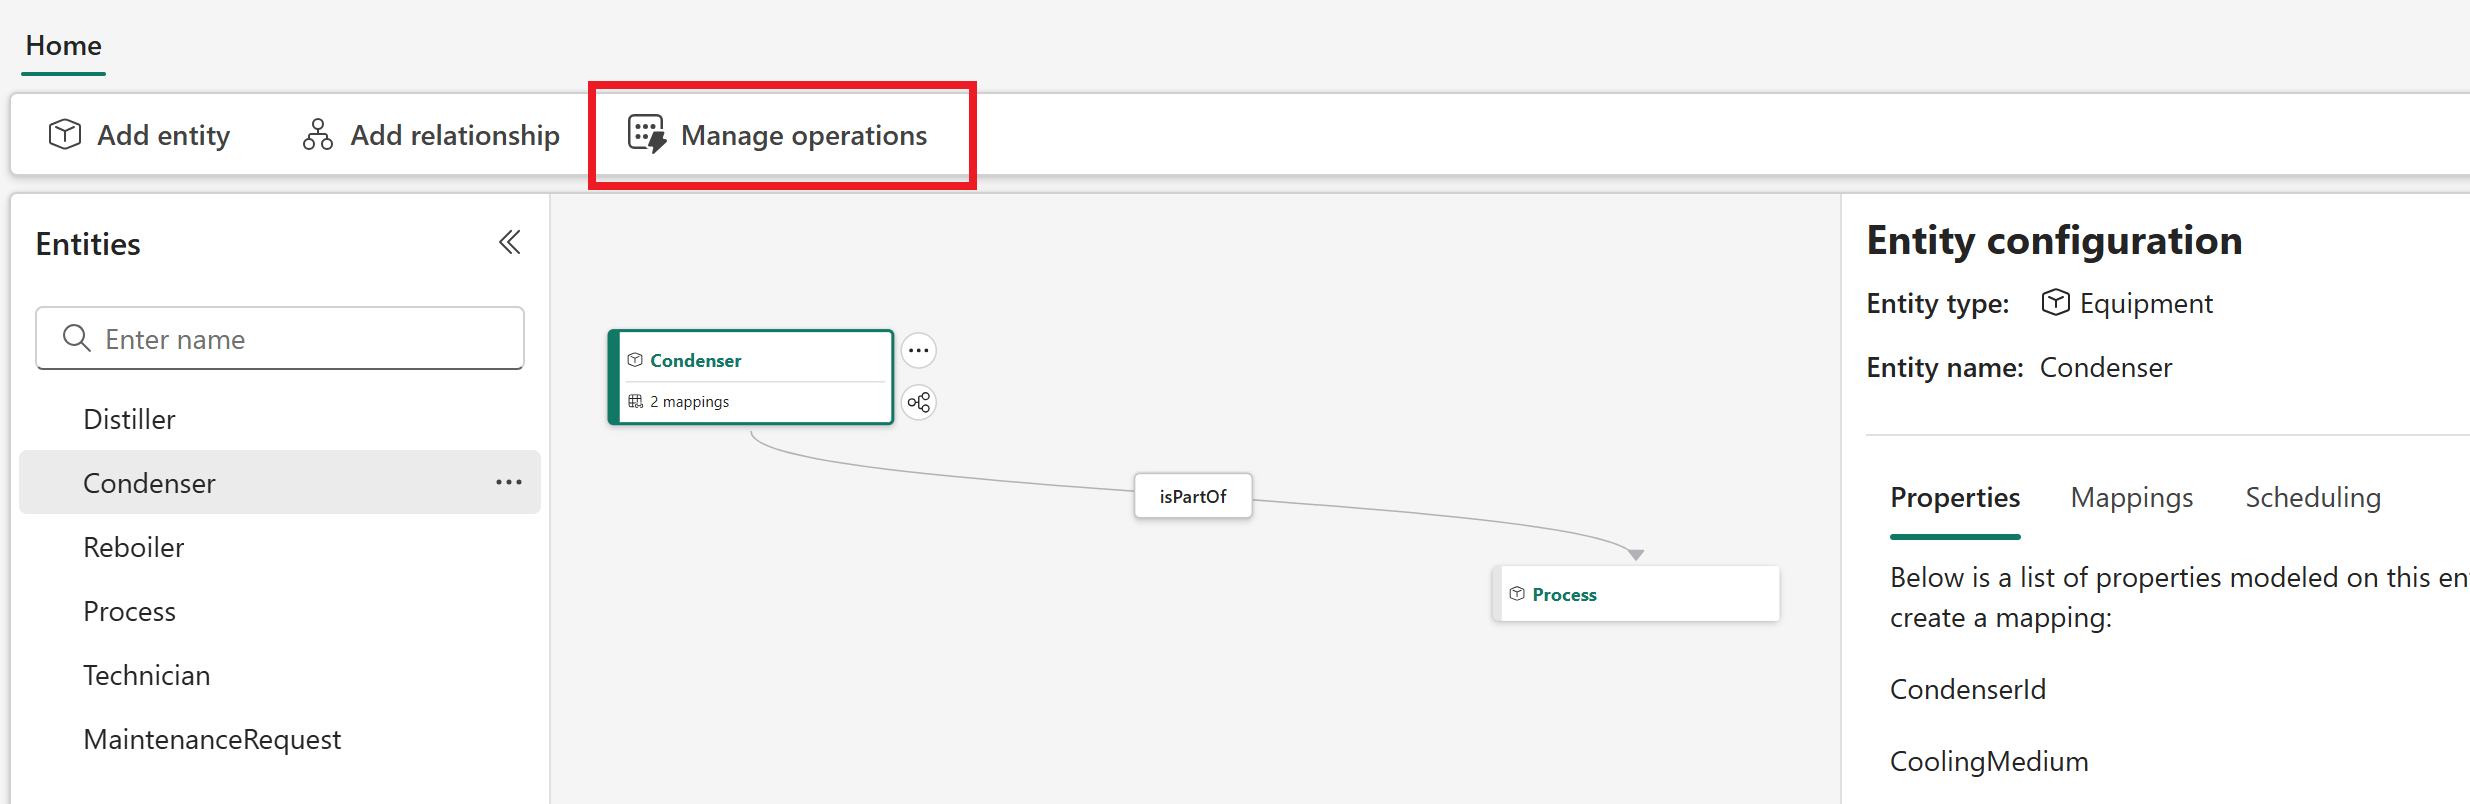 Home
Add entity
Add relationship
Manage operations
Entities
Enter name
Distiller
Condenser
Reboiler
Process
Technician
MaintenanceRequest
Condenser
2 mappings
isPartOf
Process
Entity configuration
Entity type: Equipment
Entity name: Condenser
Properties Mappings Scheduling
Below is a list of properties modeled on this
create a mapping:
CondenserId
CoolingMedium